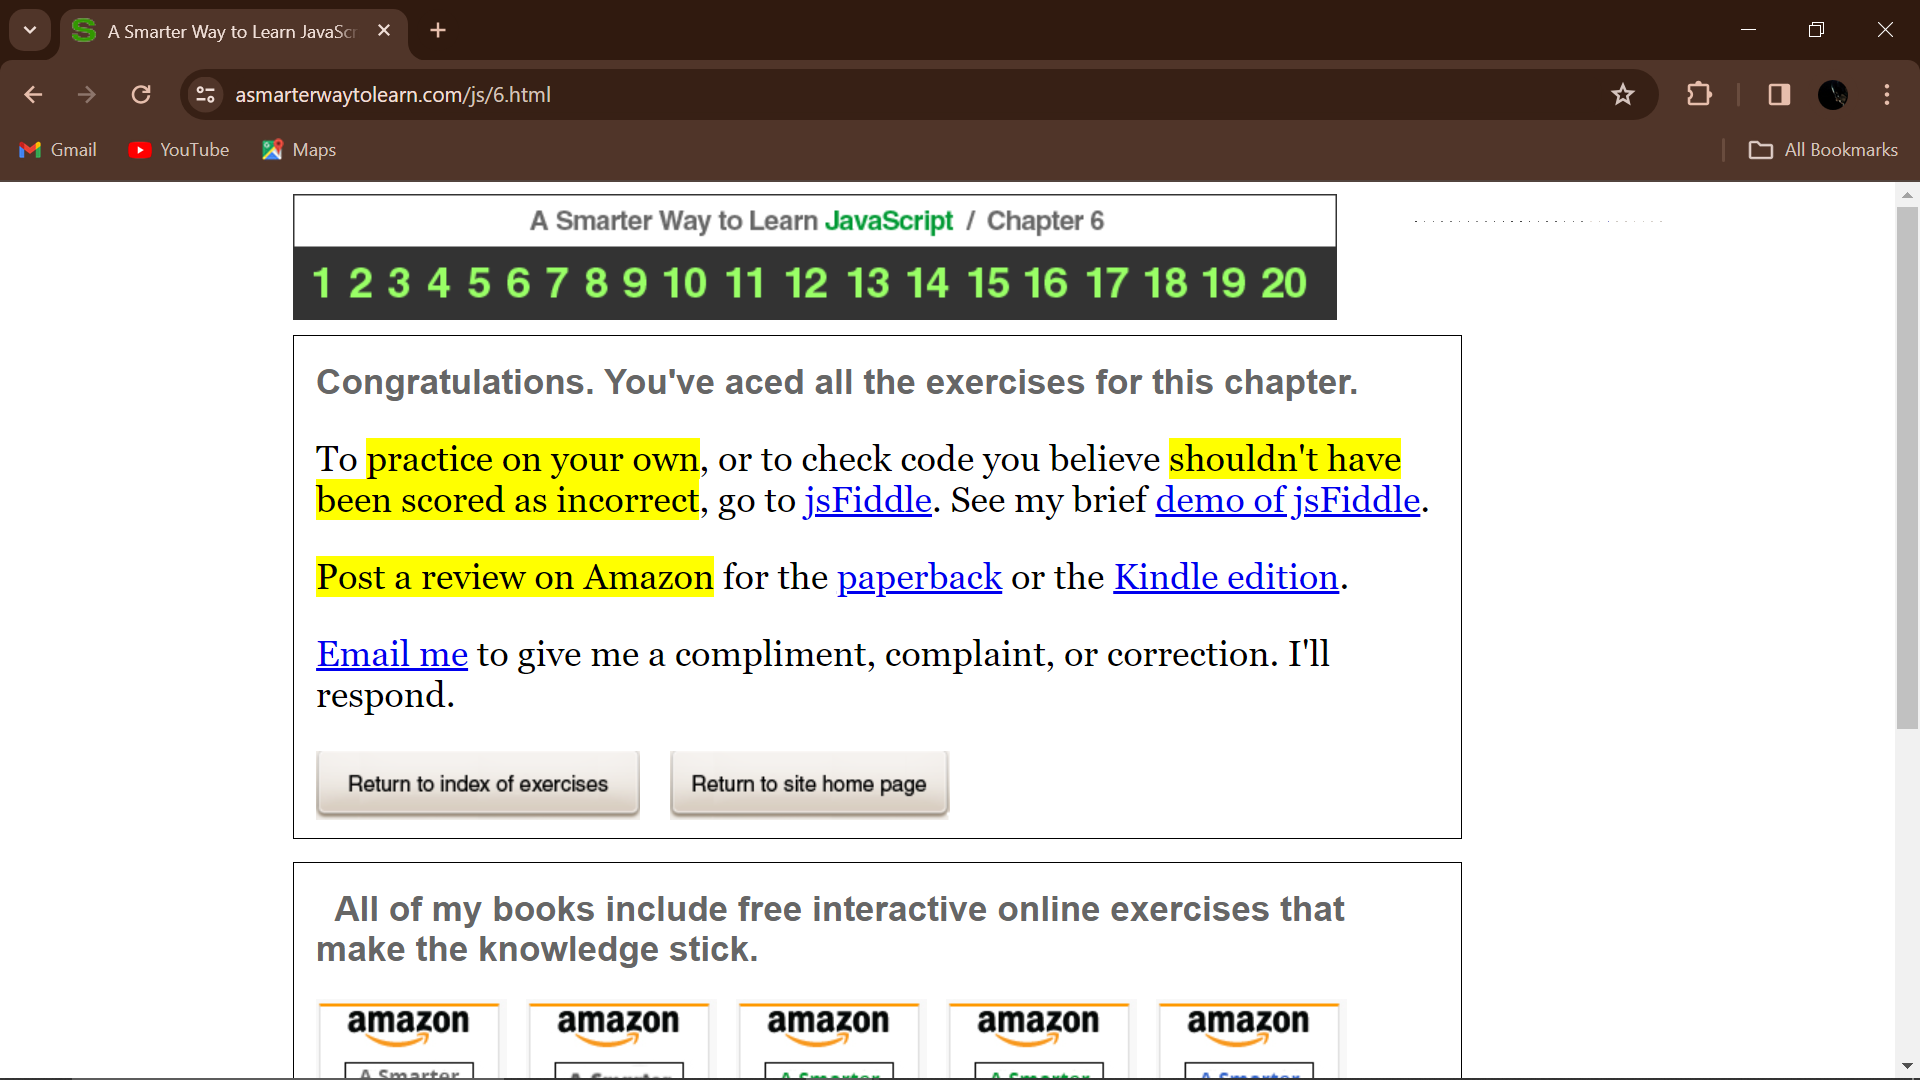 A Smarter Way to Learn JavaScr
asmarterwaytolearn.com/js/6.html
Gmail YouTube Maps All Bookmarks
A Smarter Way to Learn JavaScript / Chapter 6
1 2 3 4 5 6 7 8 9 10 11 12 13 14 15 16 17 18 19 20
Congratulations. You've aced all the exercises for this chapter.
To practice on your own, or to check code you believe shouldn't have
been scored as incorrect, go to jsFiddle. See my brief demo of jsFiddle.
Post a review on Amazon for the paperback or the Kindle edition.
Email me to give me a compliment, complaint, or correction. I'll
respond.
Return to index of exercises Return to site home page
All of my books include free interactive online exercises that
make the knowledge stick.
amazon amazon amazon amazon amazon
A Smarter A Smarter A Smarter A Smarter A Smarter